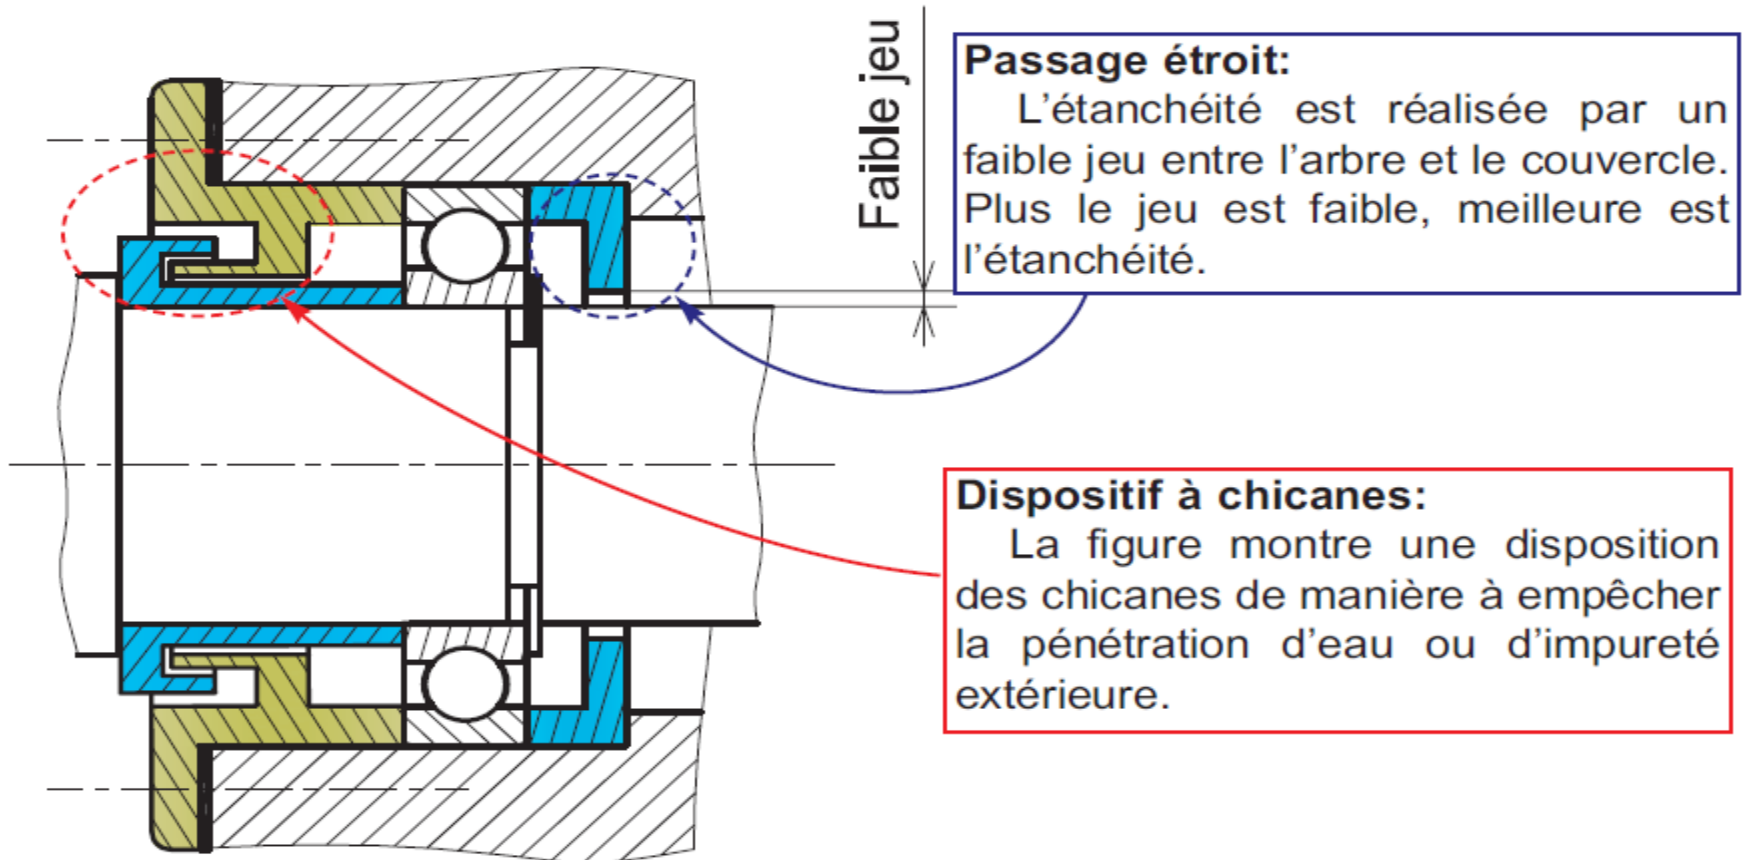 Faible jeu
Passage étroit:
L'étanchéité est réalisée par un
faible jeu entre l'arbre et le couvercle.
Plus le jeu est faible, meilleure est
l'étanchéité.
Dispositif à chicanes:
La figure montre une disposition
des chicanes de manière à empêcher
la pénétration d'eau ou d'impureté
extérieure.